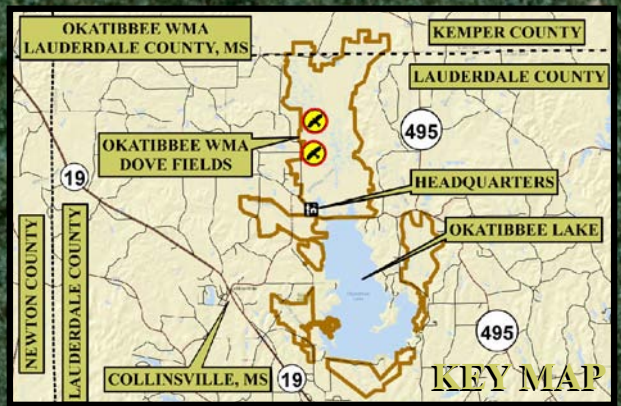 OKATIBBEE WMA
LAUDERDALE COUNTY, MS
KEMPER COUNTY
LAUDERDALE COUNTY
495
OKATIBBEE WMA
DOVE FIELDS
19
HEADQUARTERS
OKATIBBEE LAKE
NEWTON COUNTY
LAUDERDALE COUNTY
495
COLLINSVILLE, MS
19
KEY MAP